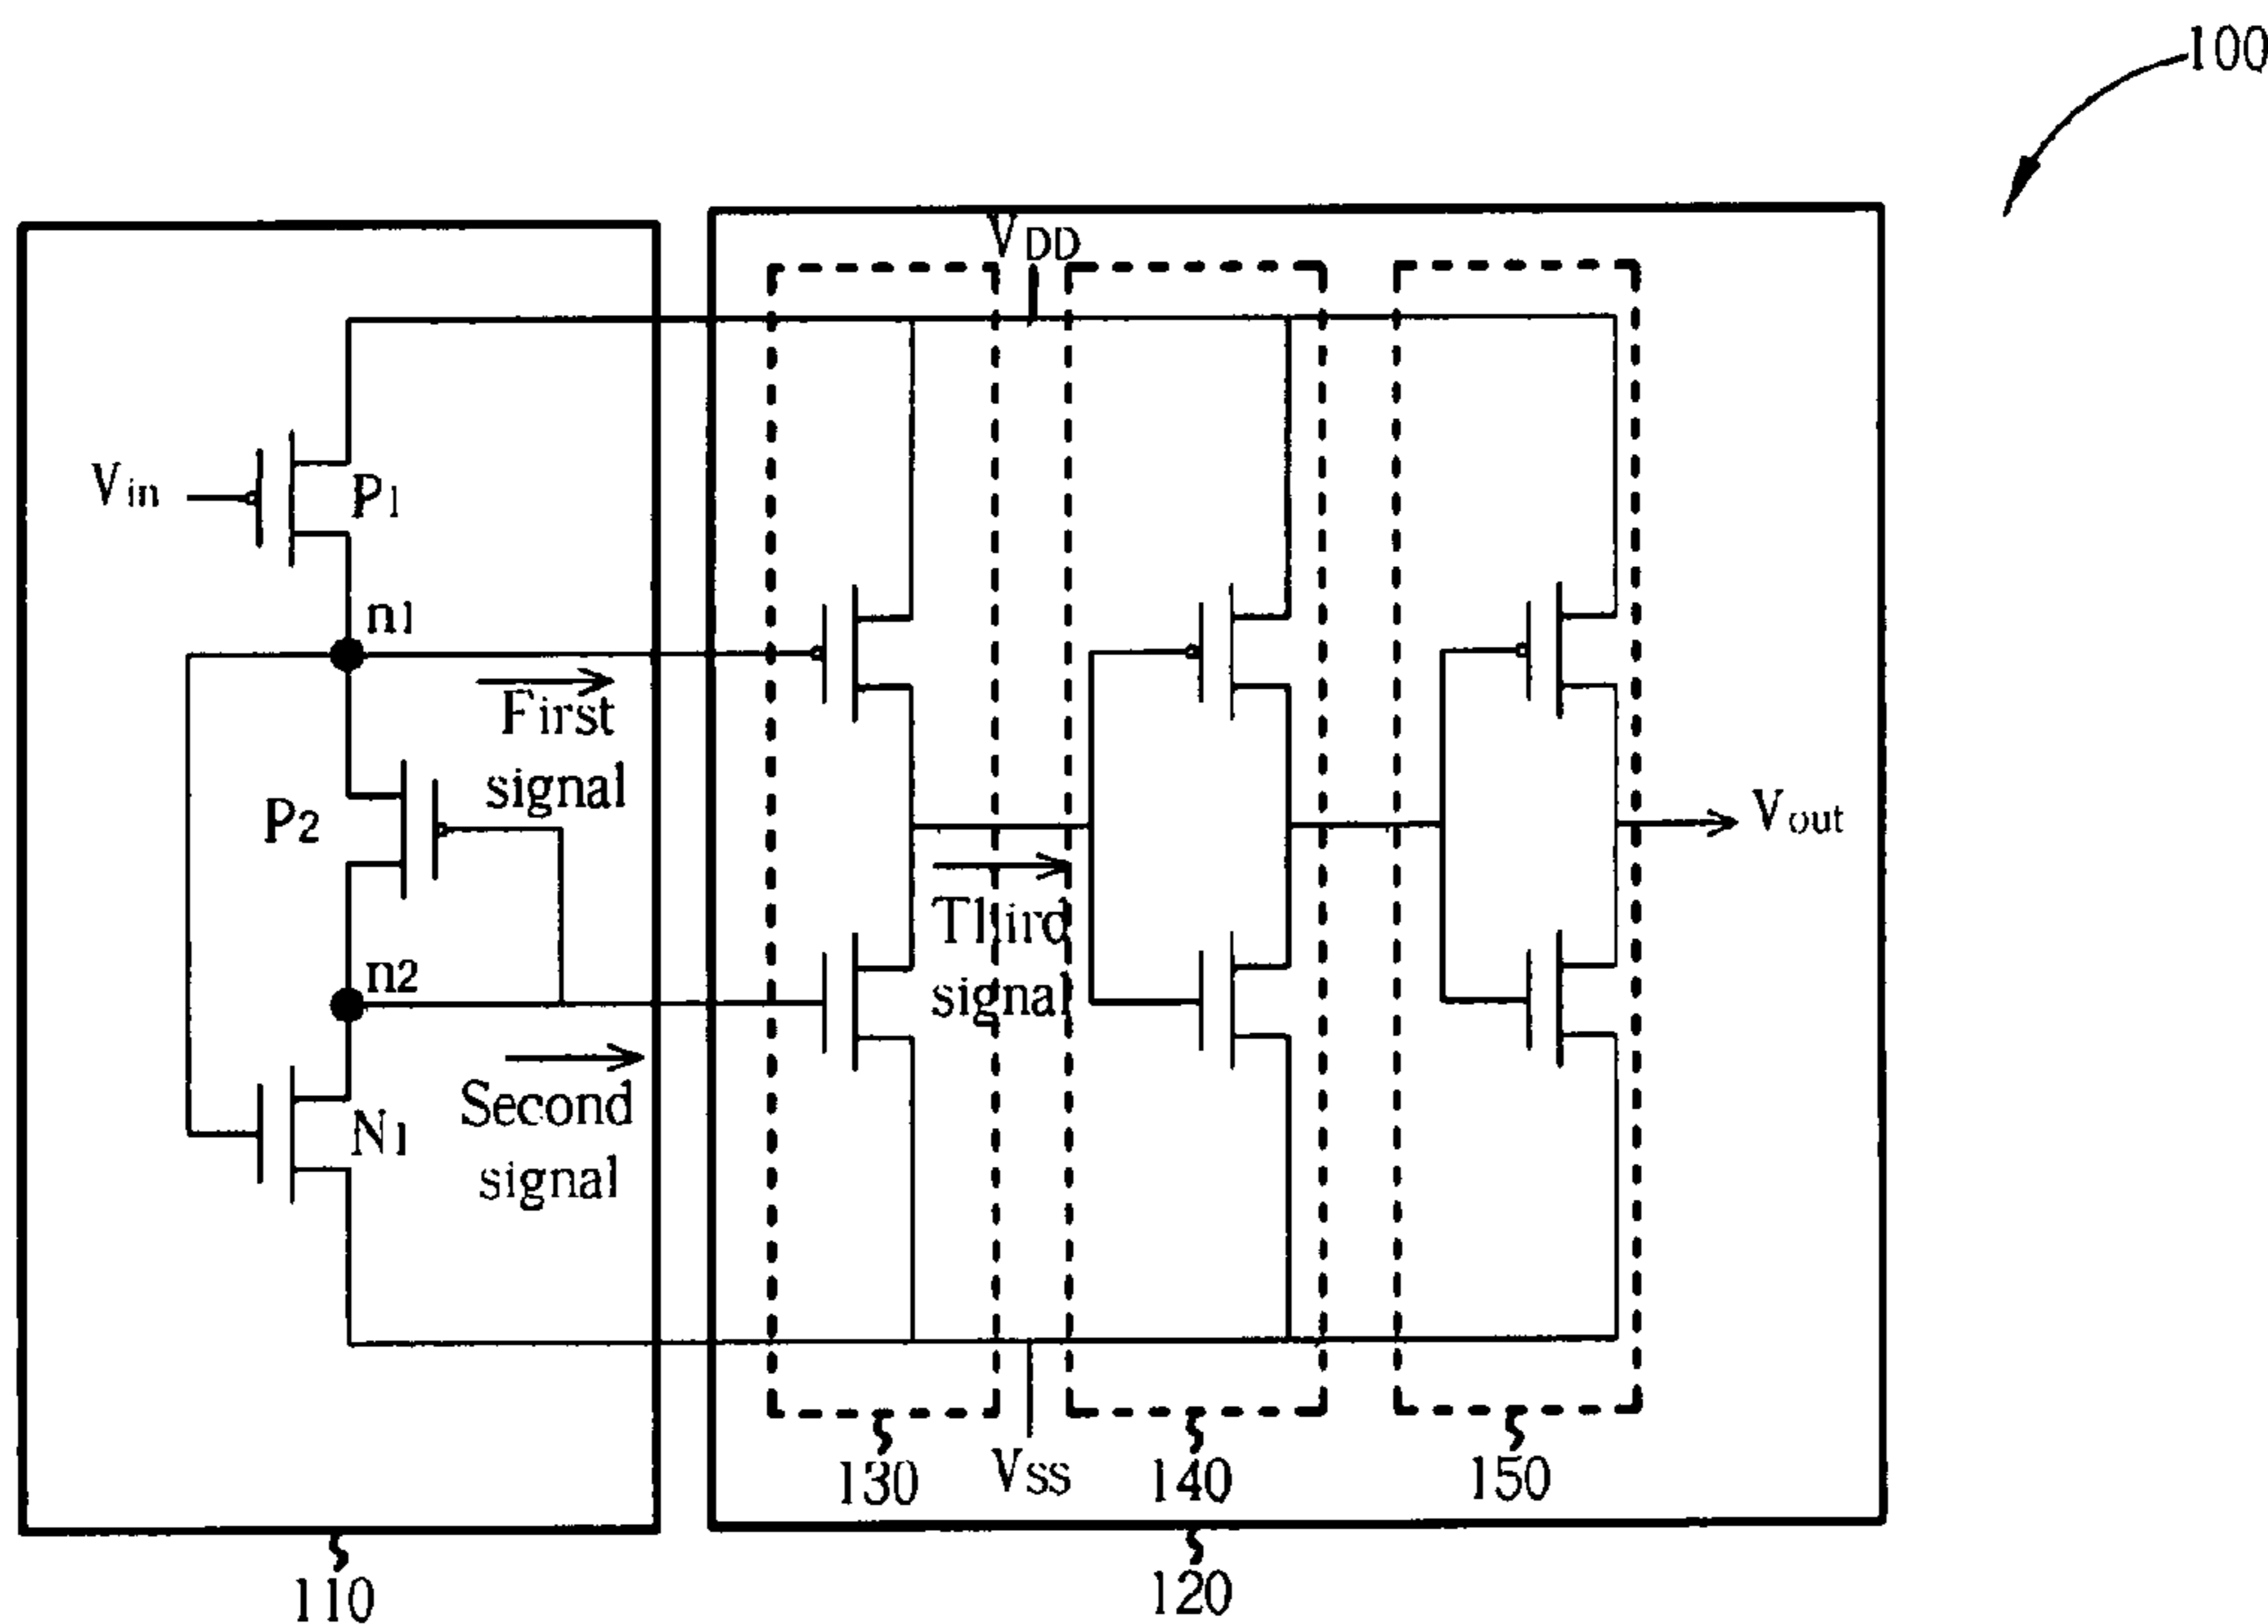 100
VDD
Vin
P1
n1
First
signal
P2
Vout
Third
signal
n2
Second
signal
N1
130
VSS
140
150
110
120